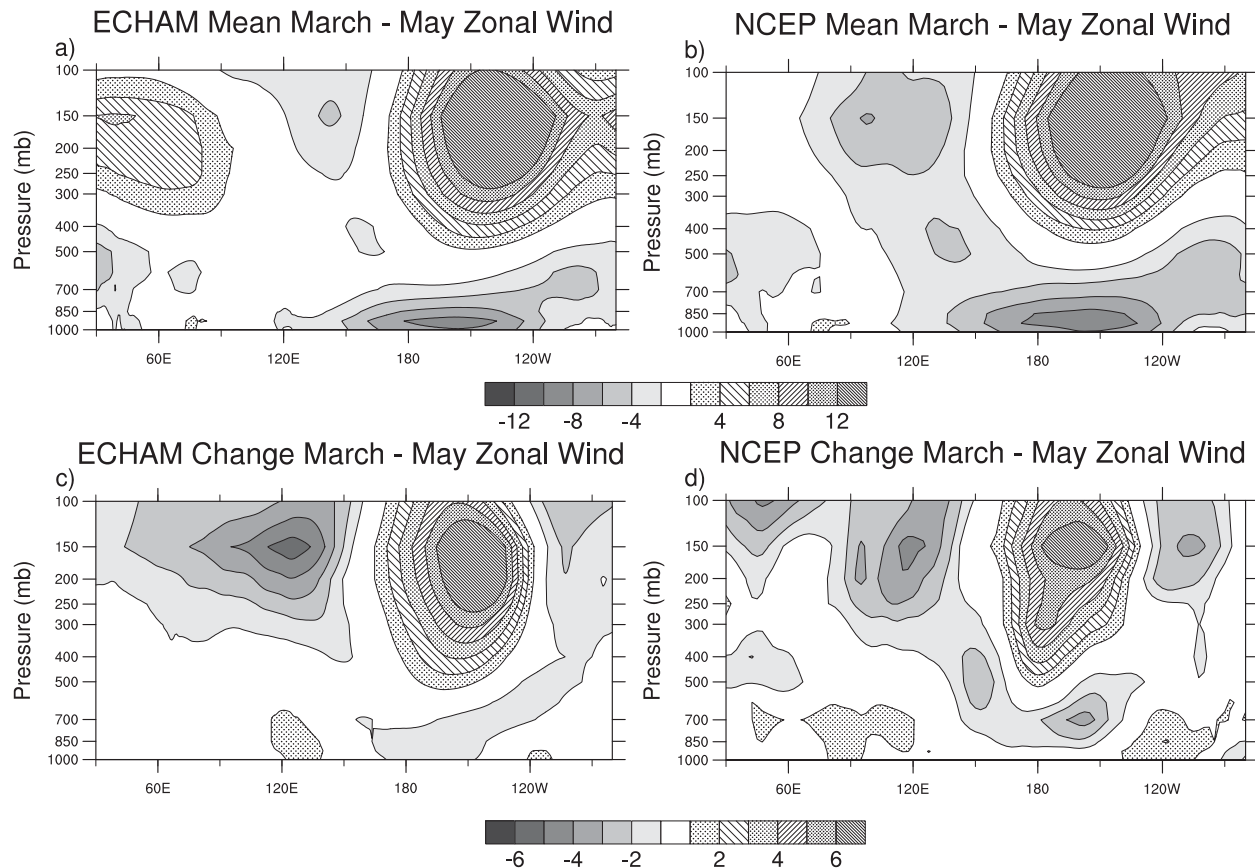 ECHAM Mean March - May Zonal Wind
a)
Pressure (mb)
100
150
200
250
300
400
500
700
850
1000
60E 120E 180 120W
NCEP Mean March - May Zonal Wind
b)
Pressure (mb)
100
150
200
250
300
400
500
700
850
1000
60E 120E 180 120W
-12 -8 -4 4 8 12
ECHAM Change March - May Zonal Wind
c)
Pressure (mb)
100
150
200
250
300
400
500
700
850
1000
60E 120E 180 120W
NCEP Change March - May Zonal Wind
d)
Pressure (mb)
100
150
200
250
300
400
500
700
850
1000
60E 120E 180 120W
-6 -4 -2 2 4 6